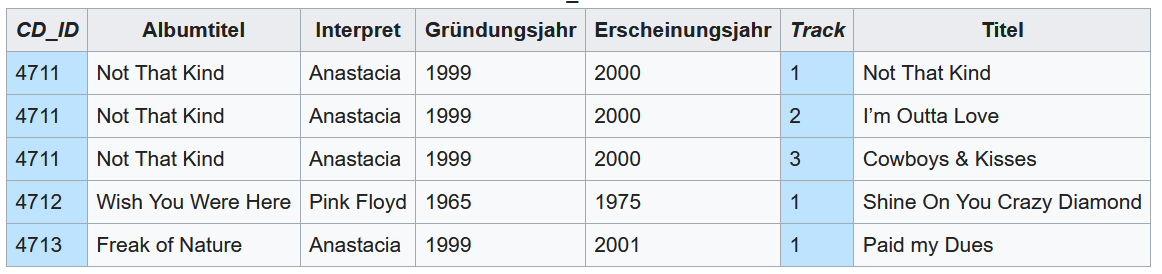 CD_ID Albumtitel Interpret Gründungsjahr Erscheinungsjahr Track Titel
4711 Not That Kind Anastacia 1999 2000 1 Not That Kind
4711 Not That Kind Anastacia 1999 2000 2 I’m Outta Love
4711 Not That Kind Anastacia 1999 2000 3 Cowboys & Kisses
4712 Wish You Were Here Pink Floyd 1965 1975 1 Shine On You Crazy Diamond
4713 Freak of Nature Anastacia 1999 2001 1 Paid my Dues